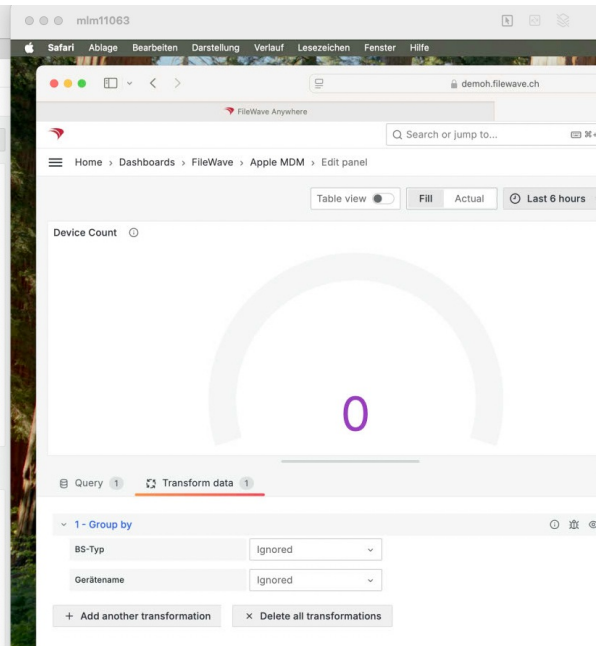 mlm11063
Safari Ablage Bearbeiten Darstellung Verlauf Lesezeichen Fenster Hilfe
demoh.filewave.ch
FileWave Anywhere
Search or jump to...
Home › Dashboards › FileWave › Apple MDM › Edit panel
Table view Fill Actual Last 6 hours
Device Count
0
Query 1 Transform data 1
1 - Group by
BS-Typ Ignored
Gerätename Ignored
+ Add another transformation × Delete all transformations